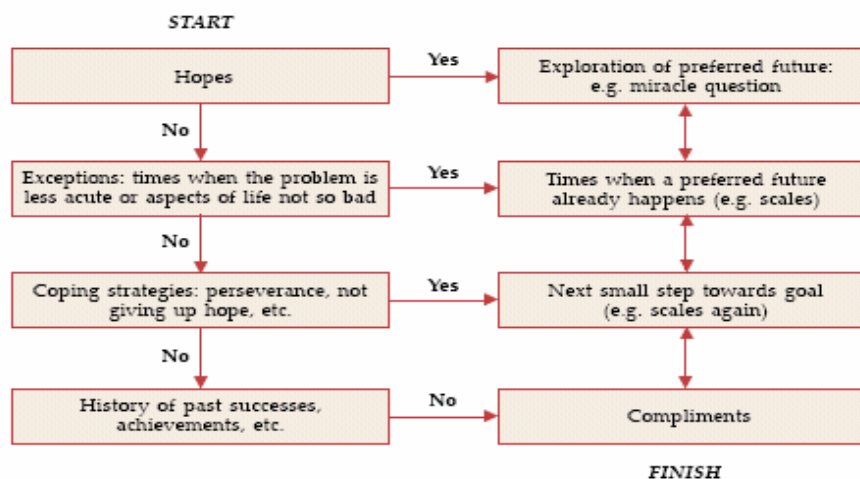 START
Hopes
Yes
Exploration of preferred future:
e.g. miracle question
No
Exceptions: times when the problem is
less acute or aspects of life not so bad
Yes
Times when a preferred future
already happens (e.g. scales)
No
Coping strategies: perseverance, not
giving up hope, etc.
Yes
Next small step towards goal
(e.g. scales again)
No
History of past successes,
achievements, etc.
No
Compliments
FINISH